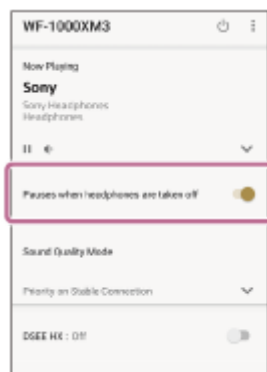 WF-1000XM3
Now Playing
Sony
Sony Headphones
Headphones
Pauses when headphones are taken off
Sound Quality Mode
Priority on Stable Connection
DSEE HX : Off